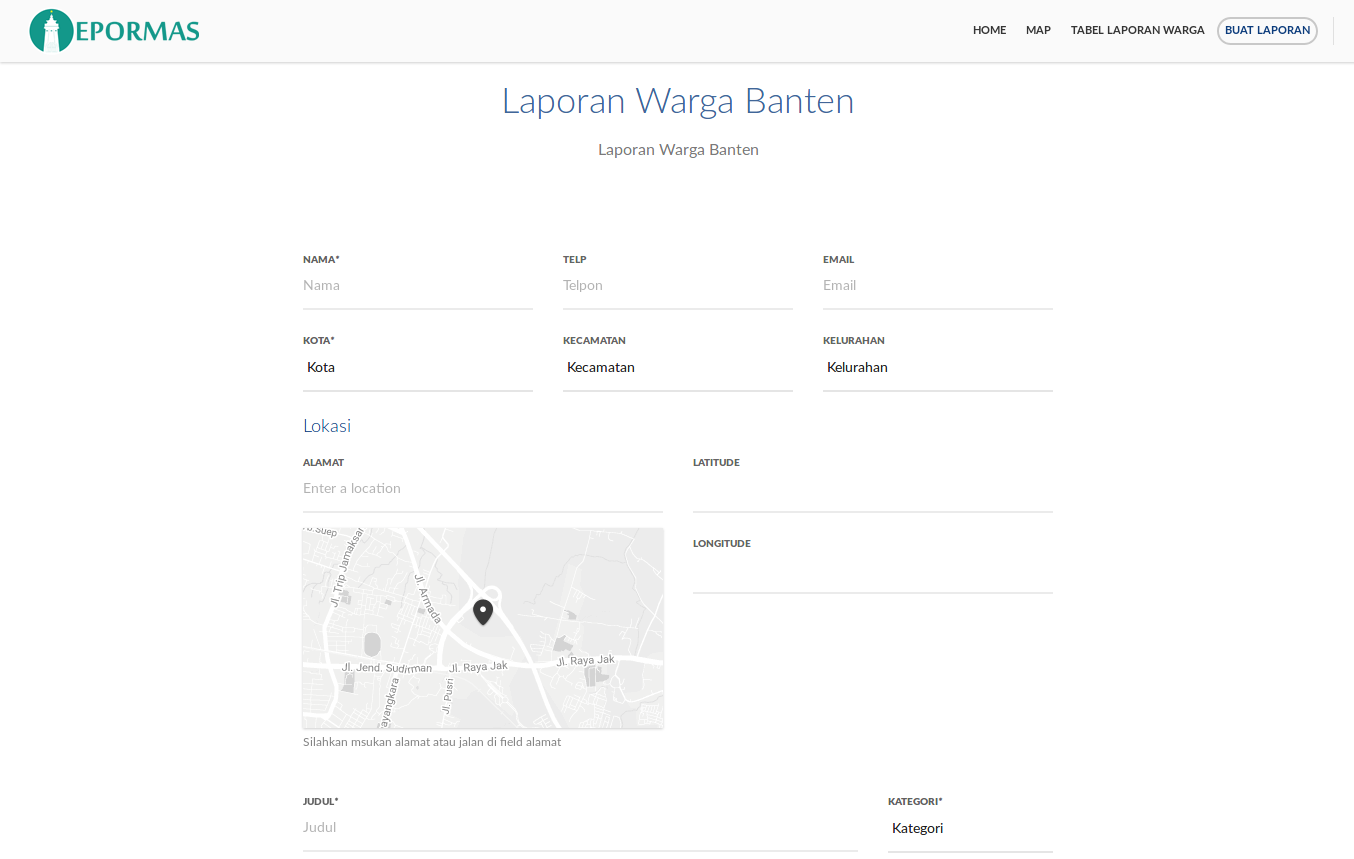 EPORMAS
HOME
MAP
TABEL LAPORAN WARGA
BUAT LAPORAN
Laporan Warga Banten
Laporan Warga Banten
NAMA*
TELP
EMAIL
Nama
Telpon
Email
KOTA*
KECAMATAN
KELURAHAN
Kota
Kecamatan
Kelurahan
Lokasi
ALAMAT
LATITUDE
Enter a location
LONGITUDE
Suep
Jl. Trip Jamaksar
Jl. Armada
Jl. Jend. Sudirman
Jl. Raya Jak
Jl. Raya Jak
ayangkara
Jl. Pusri
Silahkan msukan alamat atau jalan di field alamat
JUDUL*
KATEGORI*
Judul
Kategori